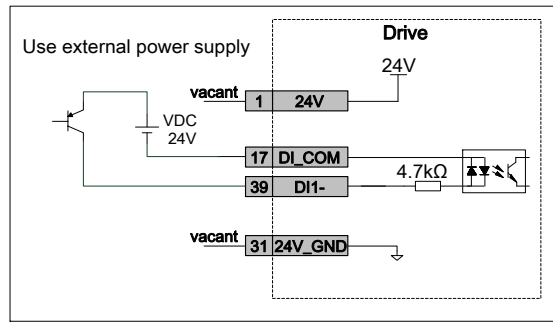 Use external power supply
Drive
24V
vacant
1 24V
VDC
24V
17 DI_COM
4.7kΩ
39 DI1-
vacant
31 24V_GND